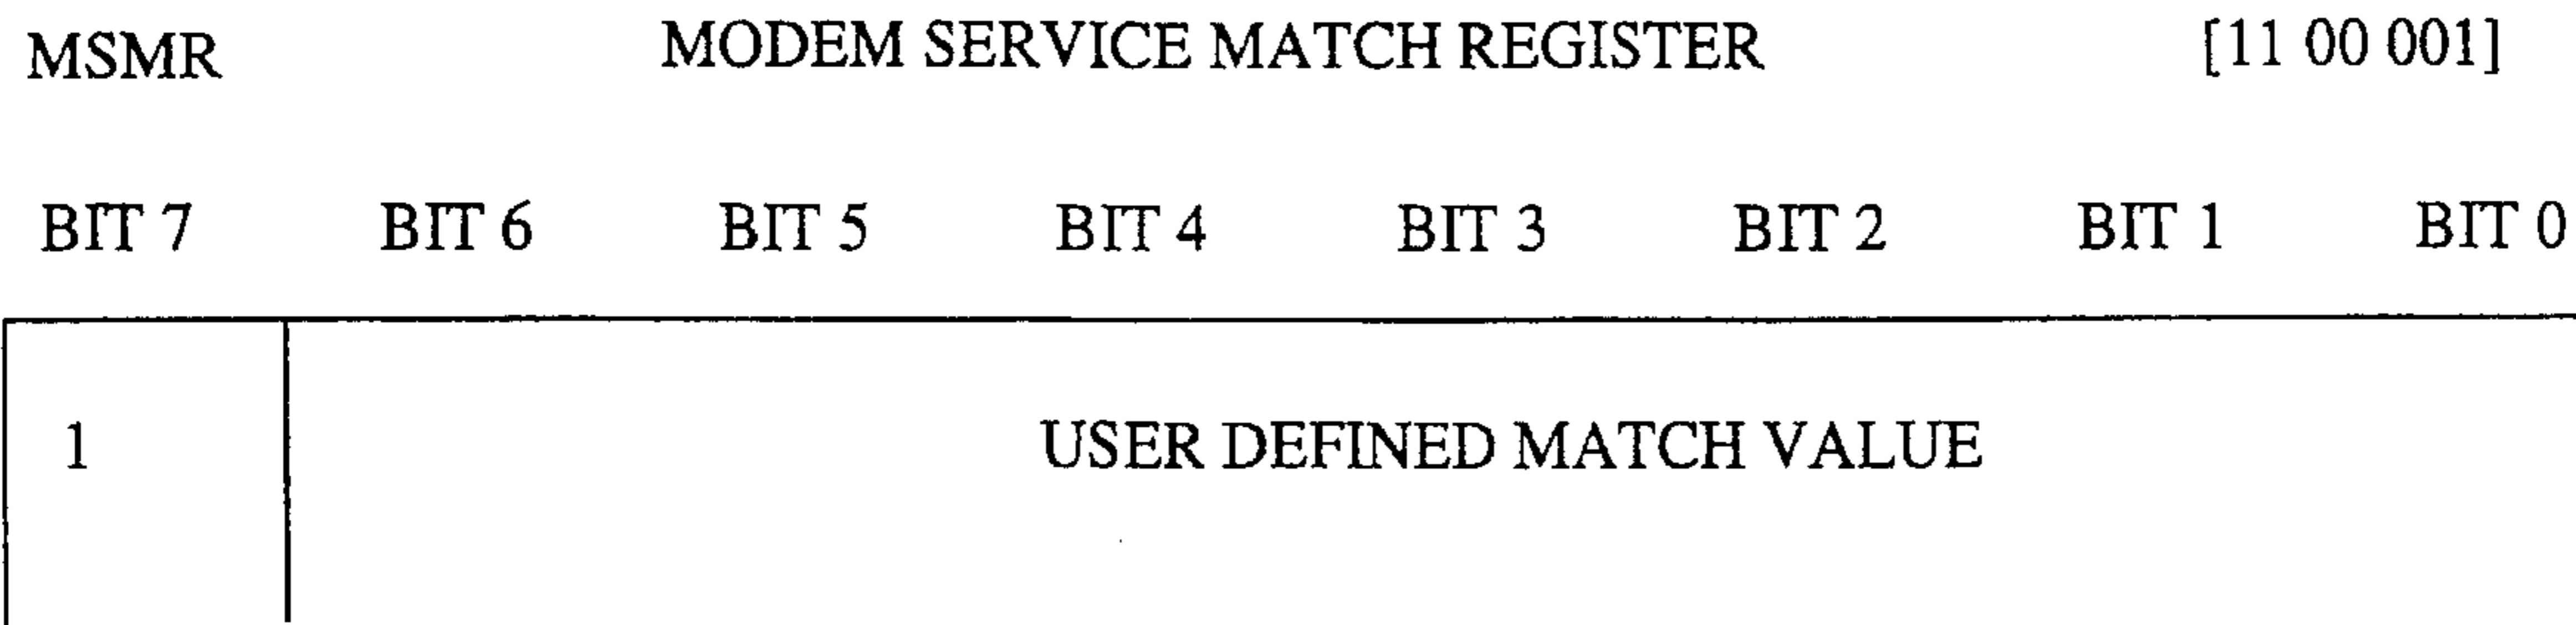 MSMR MODEM SERVICE MATCH REGISTER [11 00 001]
BIT 7 BIT 6 BIT 5 BIT 4 BIT 3 BIT 2 BIT 1 BIT 0
1 USER DEFINED MATCH VALUE